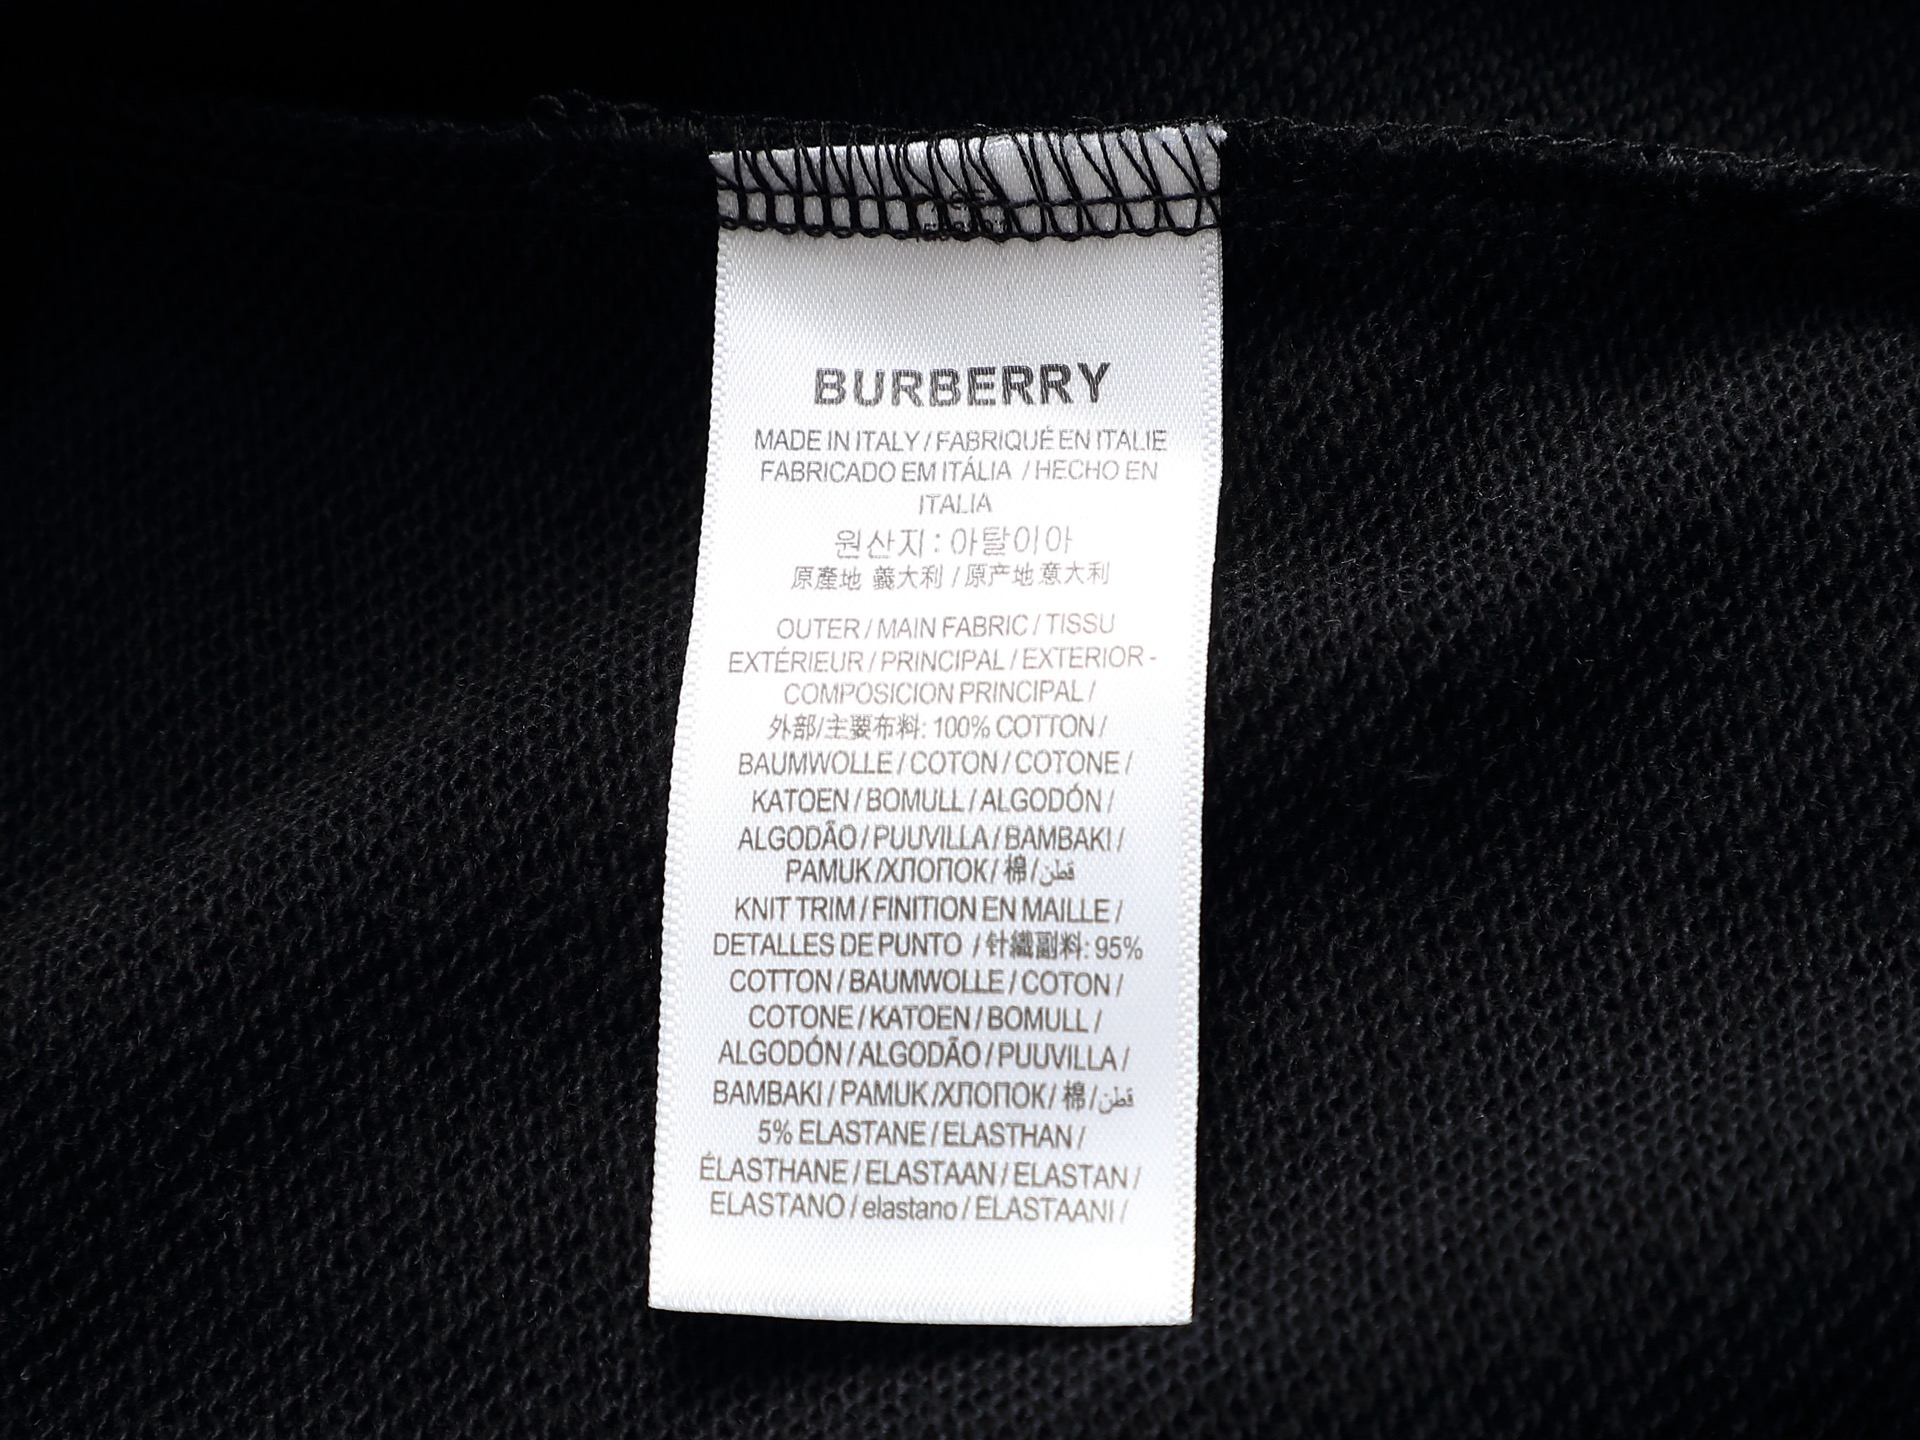 BURBERRY
MADE IN ITALY / FABRIQUÉ EN ITALIE
FABRICADO EM ITÁLIA / HECHO EN
ITALIA
원산지 : 아탈이아
原產地 義大利 / 原产地意大利
OUTER / MAIN FABRIC / TISSU
EXTÉRIEUR / PRINCIPAL / EXTERIOR -
COMPOSICION PRINCIPAL /
外部/主要布料: 100% COTTON /
BAUMWOLLE / COTON / COTONE /
KATOEN / BOMULL / ALGODÓN /
ALGODÃO / PUUVILLA / BAMBAKI /
PAMUK /ХПОПОК/ 棉/قطن
KNIT TRIM / FINITION EN MAILLE /
DETALLES DE PUNTO / 针織副料: 95%
COTTON / BAUMWOLLE / COTON /
COTONE / KATOEN / BOMULL /
ALGODÓN / ALGODÃO / PUUVILLA /
BAMBAKI / PAMUK /ХПОПОК/ 棉/قطن
5% ELASTANE / ELASTHAN /
ÉLASTHANE / ELASTAAN / ELASTAN /
ELASTANO / elastano / ELASTAANI /